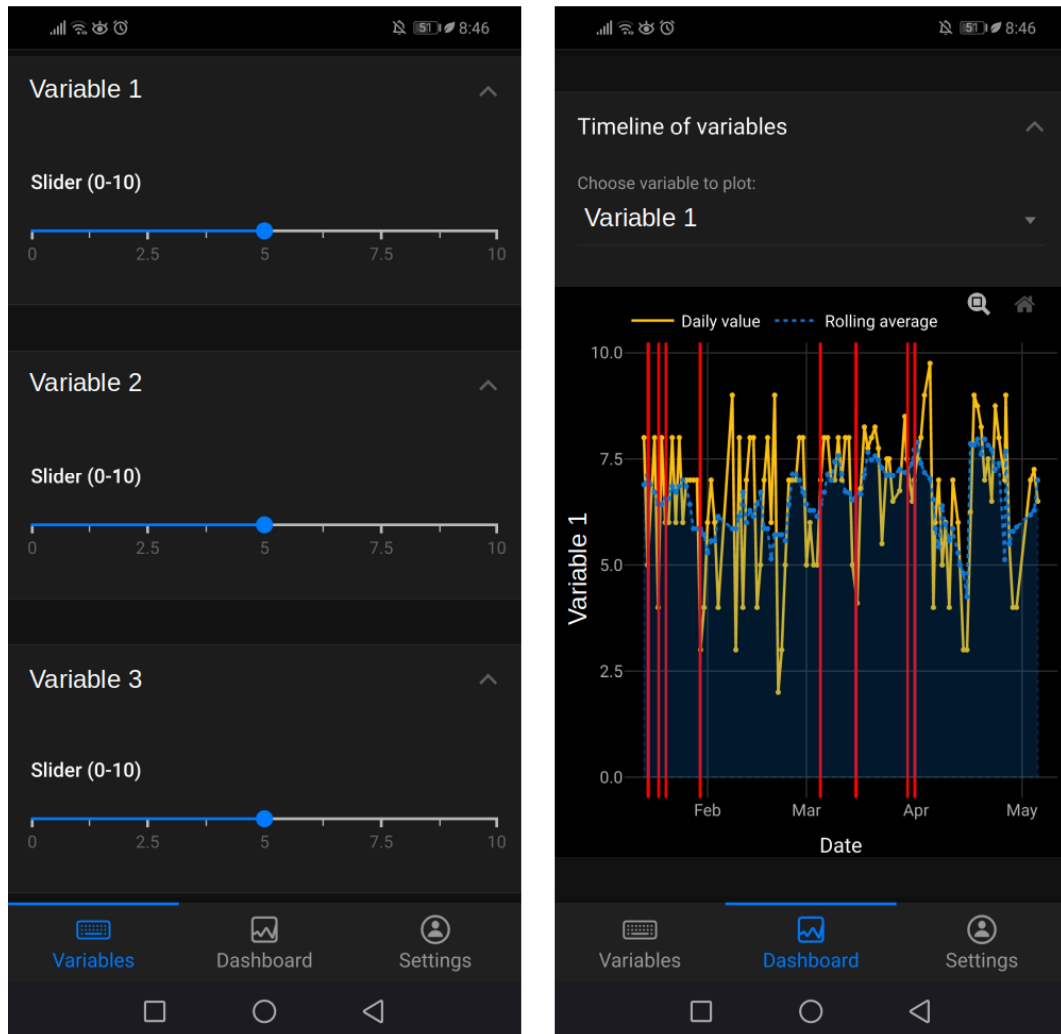 51 8:46
Variable 1
Slider (0-10)
0 2.5 5 7.5 10
Variable 2
Slider (0-10)
0 2.5 5 7.5 10
Variable 3
Slider (0-10)
0 2.5 5 7.5 10
Variables Dashboard Settings
51 8:46
Timeline of variables
Choose variable to plot:
Variable 1
Daily value Rolling average
10.0
7.5
5.0
2.5
0.0
Variable 1
Feb Mar Apr May
Date
Variables Dashboard Settings